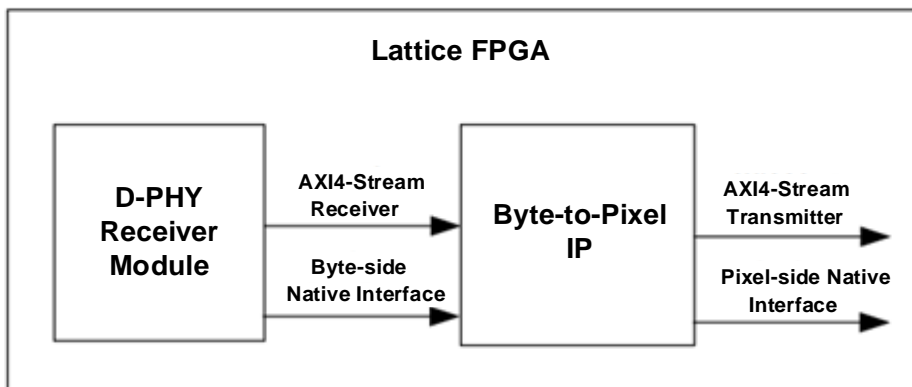 Lattice FPGA
D-PHY
Receiver
Module
AXI4-Stream
Receiver
Byte-side
Native Interface
Byte-to-Pixel
IP
AXI4-Stream
Transmitter
Pixel-side Native
Interface